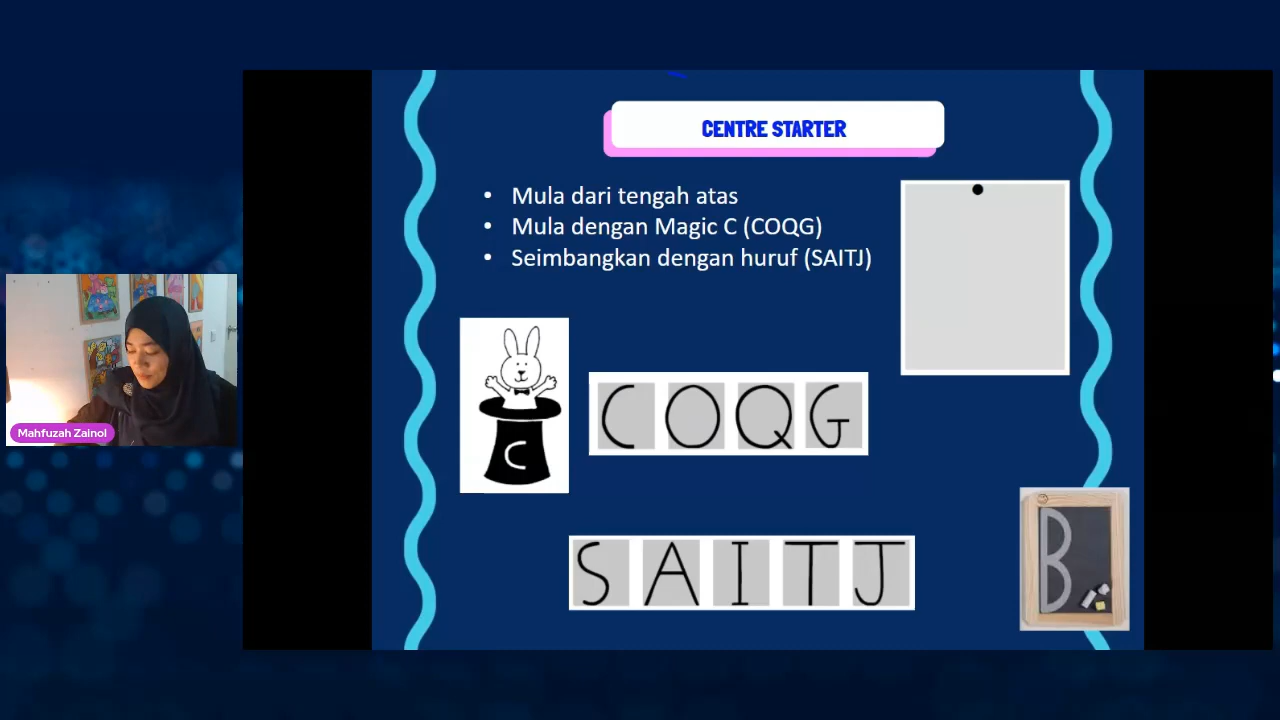 CENTRE STARTER
• Mula dari tengah atas
• Mula dengan Magic C (COQG)
• Seimbangkan dengan huruf (SAITJ)
C
C O Q G
Mahfuzah Zainol
S A I T J
B